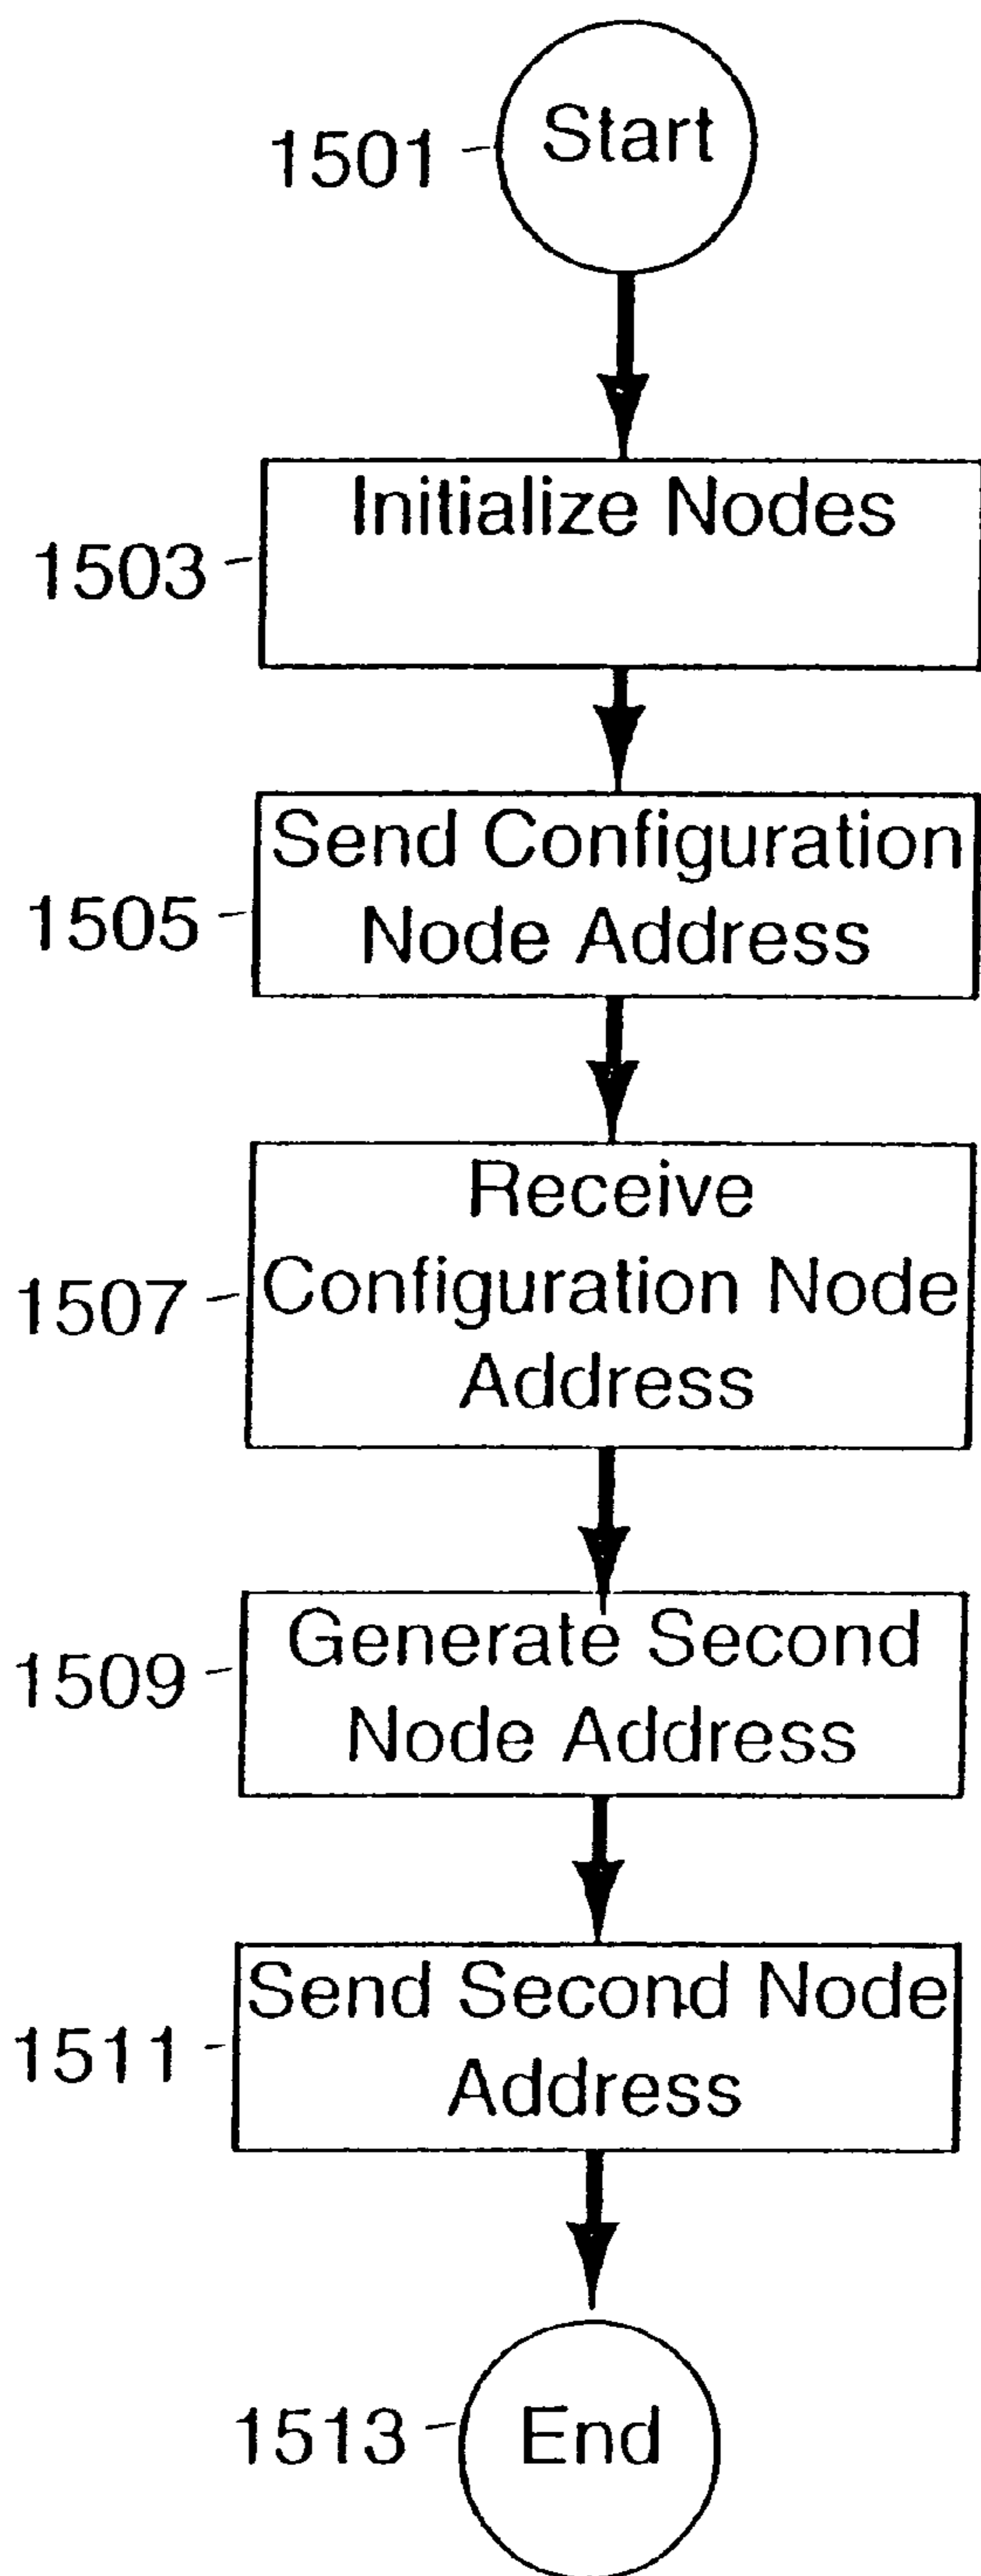 Start
1501
Initialize Nodes
1503
Send Configuration
Node Address
1505
Receive
Configuration Node
Address
1507
Generate Second
Node Address
1509
Send Second Node
Address
1511
End
1513